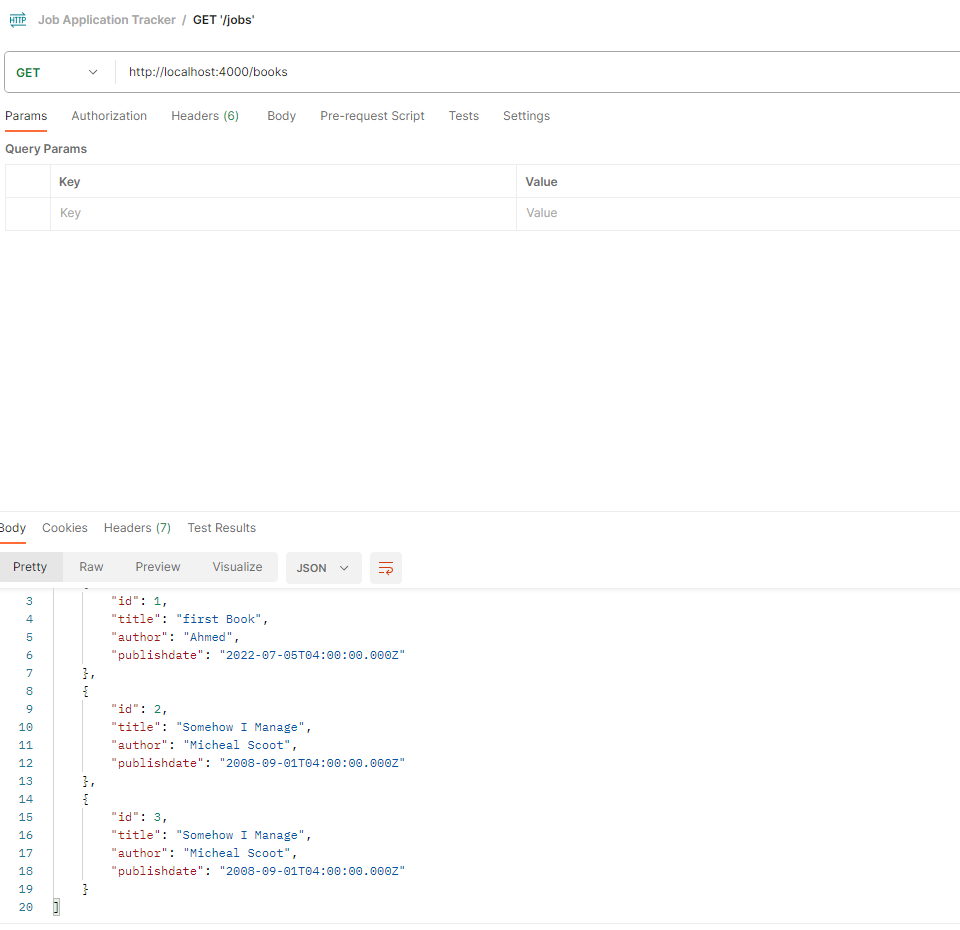 HTTP Job Application Tracker / GET '/jobs'
GET http://localhost:4000/books
Params Authorization Headers (6) Body Pre-request Script Tests Settings
Query Params
Key Value
Key Value
Body Cookies Headers (7) Test Results
Pretty Raw Preview Visualize JSON
3 "id": 1,
4 "title": "first Book",
5 "author": "Ahmed",
6 "publishdate": "2022-07-05T04:00:00.000Z"
7 },
8 {
9 "id": 2,
10 "title": "Somehow I Manage",
11 "author": "Micheal Scoot",
12 "publishdate": "2008-09-01T04:00:00.000Z"
13 },
14 {
15 "id": 3,
16 "title": "Somehow I Manage",
17 "author": "Micheal Scoot",
18 "publishdate": "2008-09-01T04:00:00.000Z"
19 }
20 ]